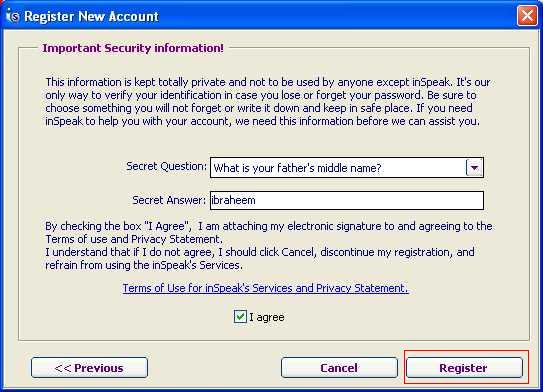 is Register New Account
Important Security information!
This information is kept totally private and not to be used by anyone except inSpeak. It's our
only way to verify your identification in case you lose or forget your password. Be sure to
choose something you will not forget or write it down and keep in safe place. If you need
inSpeak to help you with your account, we need this information before we can assist you.
Secret Question: What is your father's middle name?
Secret Answer: ibraheem
By checking the box "I Agree", I am attaching my electronic signature to and agreeing to the
Terms of use and Privacy Statement.
I understand that if I do not agree, I should click Cancel, discontinue my registration, and
refrain from using the inSpeak's Services.
Terms of Use for inSpeak's Services and Privacy Statement.
I agree
<< Previous Cancel Register